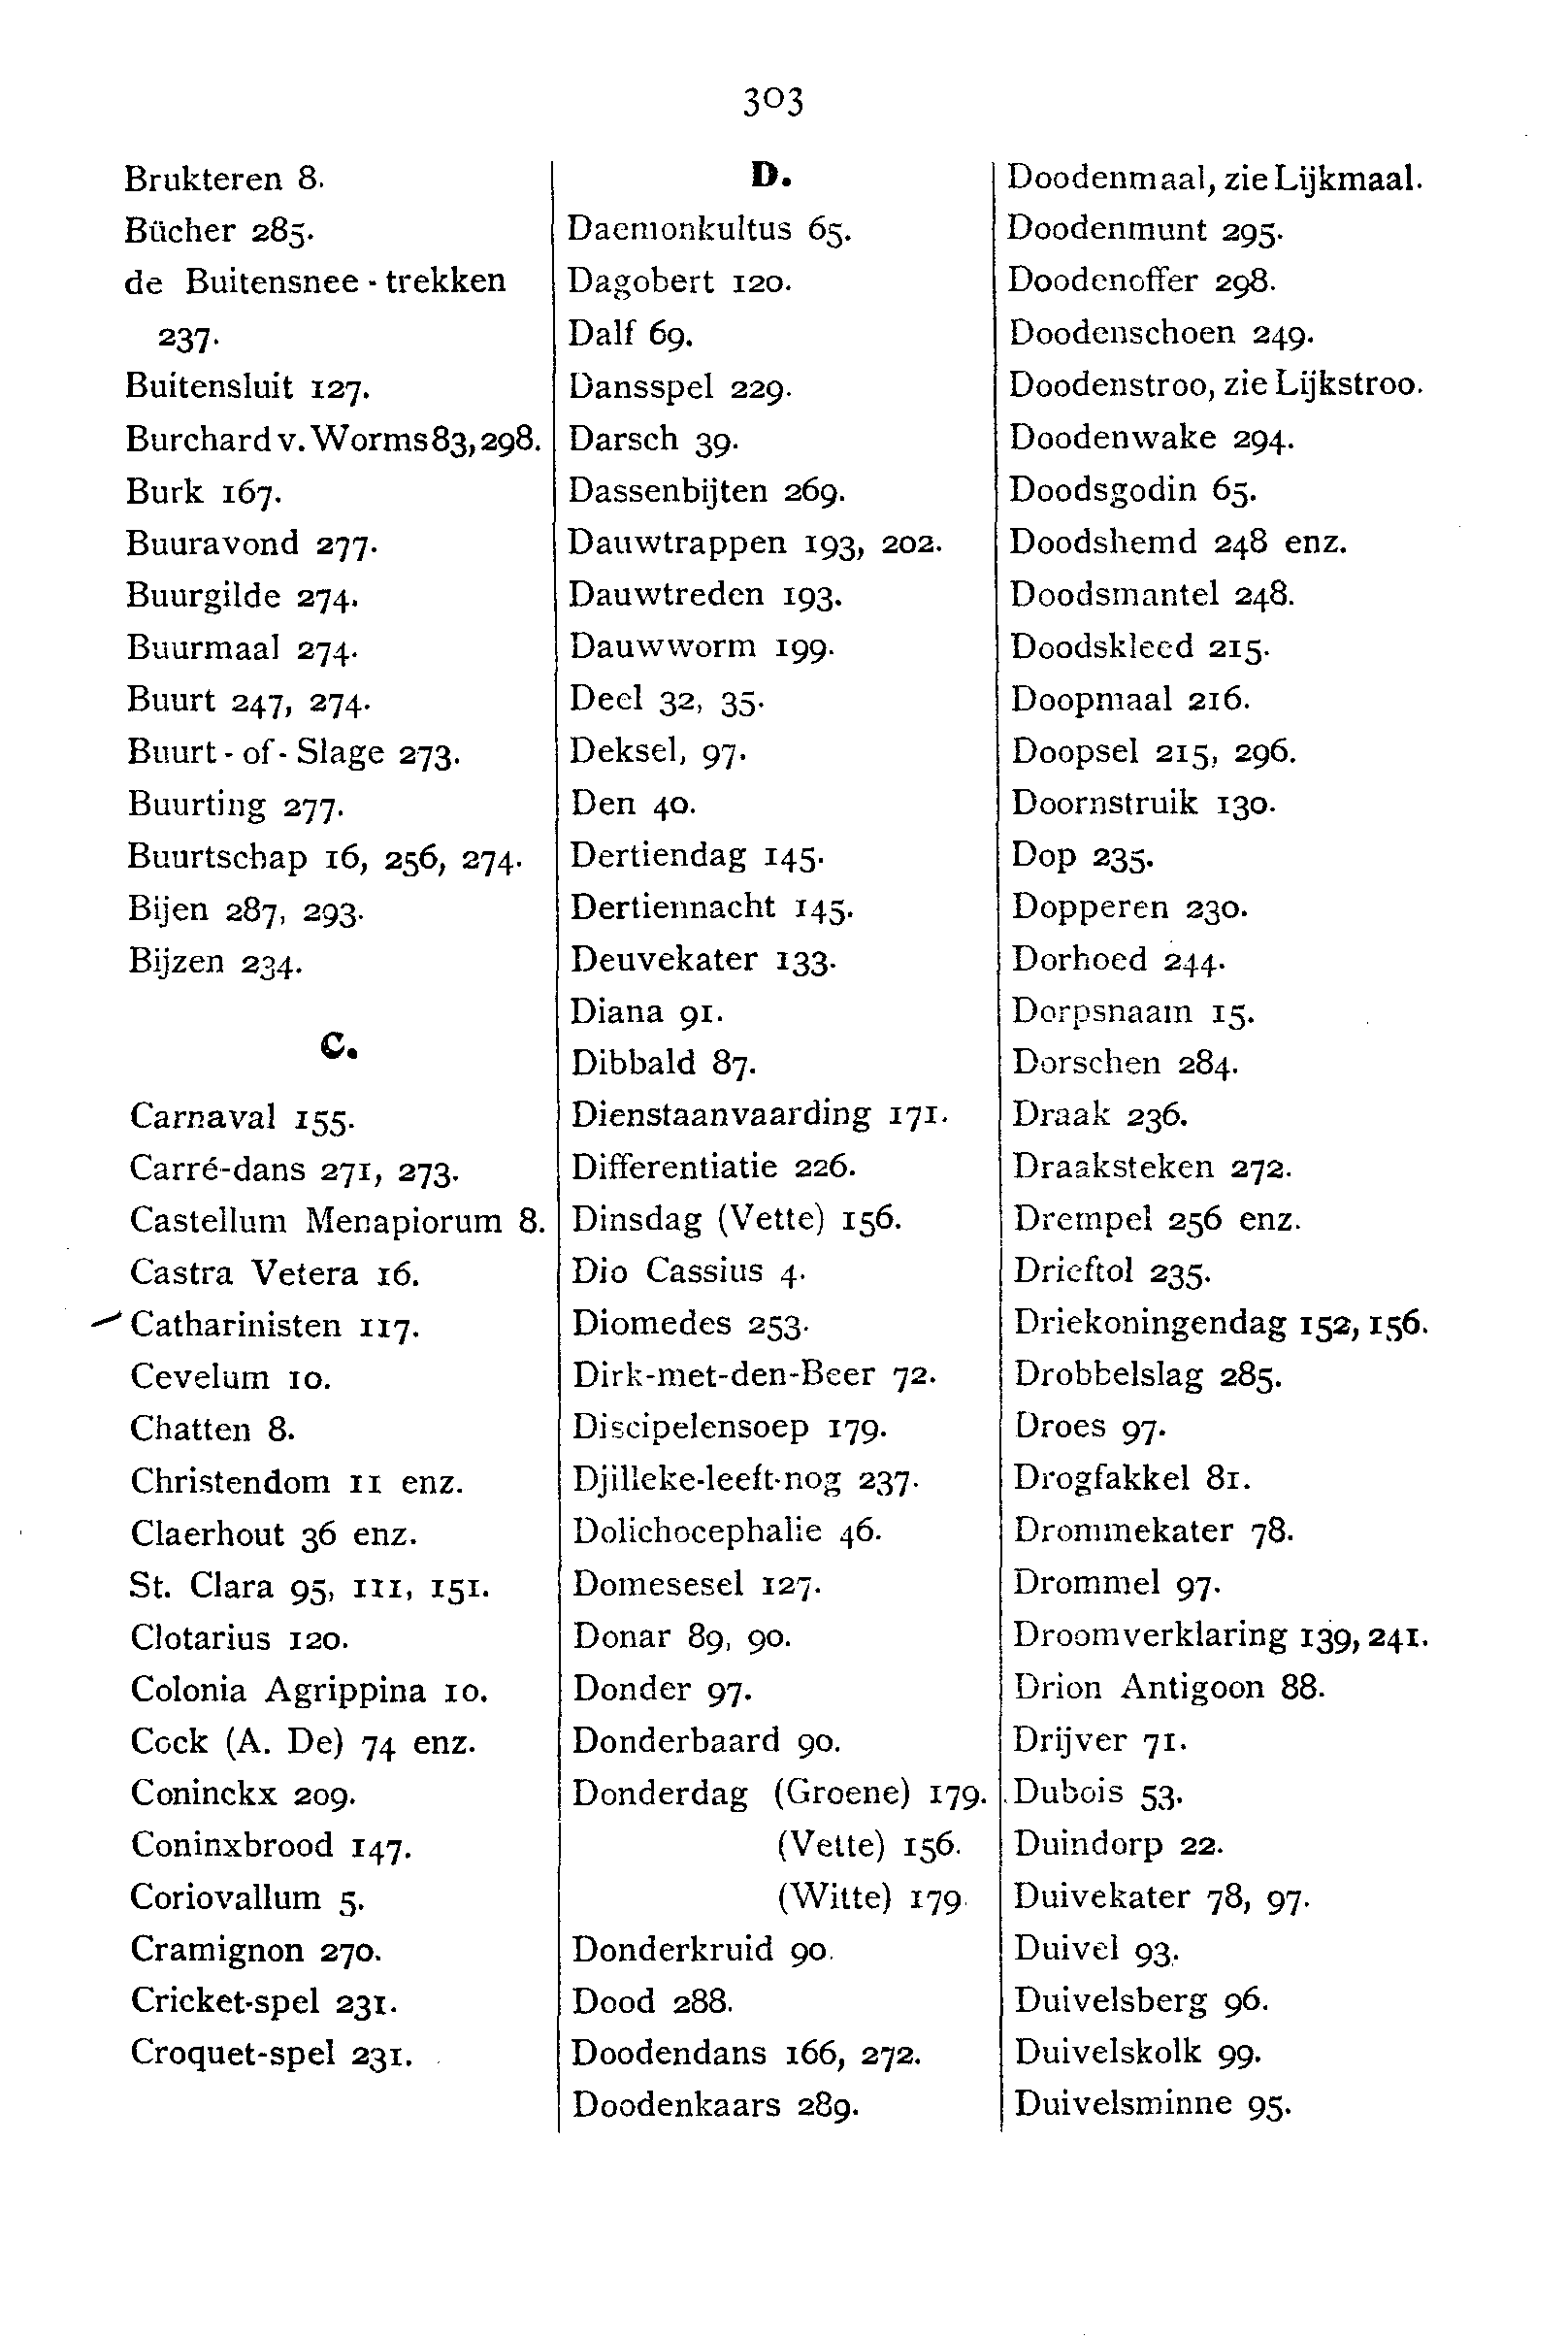 303
Brukteren 8.
Bücher 285.
de Buitensnee - trekken
237.
Buitensluit 127.
Burchard v. Worms 83, 298.
Burk 167.
Buuravond 277.
Buurgilde 274.
Buurmaal 274.
Buurt 247, 274.
Buurt - of - Slage 273.
Buurting 277.
Buurtschap 16, 256, 274.
Bijen 287, 293.
Bijzen 234.
C.
Carnaval 155.
Carré-dans 271, 273.
Castellum Menapiorum 8.
Castra Vetera 16.
Catharinisten 117.
Cevelum 10.
Chatten 8.
Christendom 11 enz.
Claerhout 36 enz.
St. Clara 95, 111, 151.
Clotarius 120.
Colonia Agrippina 10.
Cock (A. De) 74 enz.
Coninckx 209.
Coninxbrood 147.
Coriovallum 5.
Cramignon 270.
Cricket-spel 231.
Croquet-spel 231.
D.
Daemonkultus 65.
Dagobert 120.
Dalf 69.
Dansspel 229.
Darsch 39.
Dassenbijten 269.
Dauwtrappen 193, 202.
Dauwtreden 193.
Dauwworm 199.
Deel 32, 35.
Deksel, 97.
Den 40.
Dertiendag 145.
Dertiennacht 145.
Deuvekater 133.
Diana 91.
Dibbald 87.
Dienstaanvaarding 171.
Differentiatie 226.
Dinsdag (Vette) 156.
Dio Cassius 4.
Diomedes 253.
Dirk-met-den-Beer 72.
Discipelensoep 179.
Djilleke-leeft-nog 237.
Dolichocephalie 46.
Domesesel 127.
Donar 89, 90.
Donder 97.
Donderbaard 90.
Donderdag (Groene) 179.
(Vette) 156.
(Witte) 179.
Donderkruid 90.
Dood 288.
Doodendans 166, 272.
Doodenkaars 289.
Doodenmaal, zie Lijkmaal.
Doodenmunt 295.
Doodenoffer 298.
Doodenschoen 249.
Doodenstroo, zie Lijkstroo.
Doodenwake 294.
Doodsgodin 65.
Doodshemd 248 enz.
Doodsmantel 248.
Doodskleed 215.
Doopmaal 216.
Doopsel 215, 296.
Doornstruik 130.
Dop 235.
Dopperen 230.
Dorhoed 244.
Dorpsnaam 15.
Dorschen 284.
Draak 236.
Draaksteken 272.
Drempel 256 enz.
Drieftol 235.
Driekoningendag 152, 156.
Drobbelslag 285.
Droes 97.
Drogfakkel 81.
Drommekater 78.
Drommel 97.
Droomverklaring 139, 241.
Drion Antigoon 88.
Drijver 71.
Dubois 53.
Duindorp 22.
Duivekater 78, 97.
Duivel 93.
Duivelsberg 96.
Duivelskolk 99.
Duivelsminne 95.